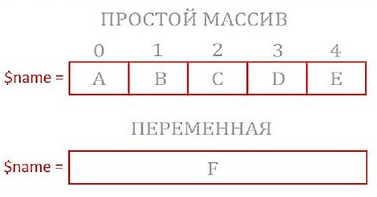 ПРОСТОЙ МАССИВ
0 1 2 3 4
$name = A B C D E
ПЕРЕМЕННАЯ
$name = F